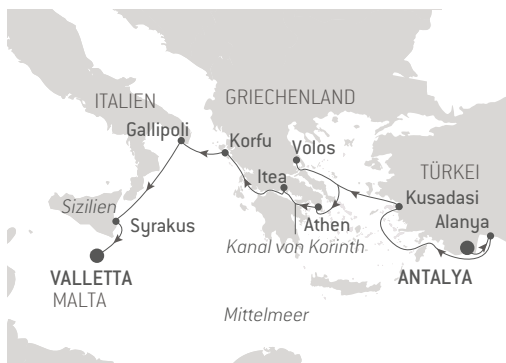 ITALIEN
GRIECHENLAND
Gallipoli
Korfu
Volos
TÜRKEI
Itea
Kusadasi
Sizilien
Syrakus
Athen
Alanya
Kanal von Korinth
VALLETTA
MALTA
ANTALYA
Mittelmeer